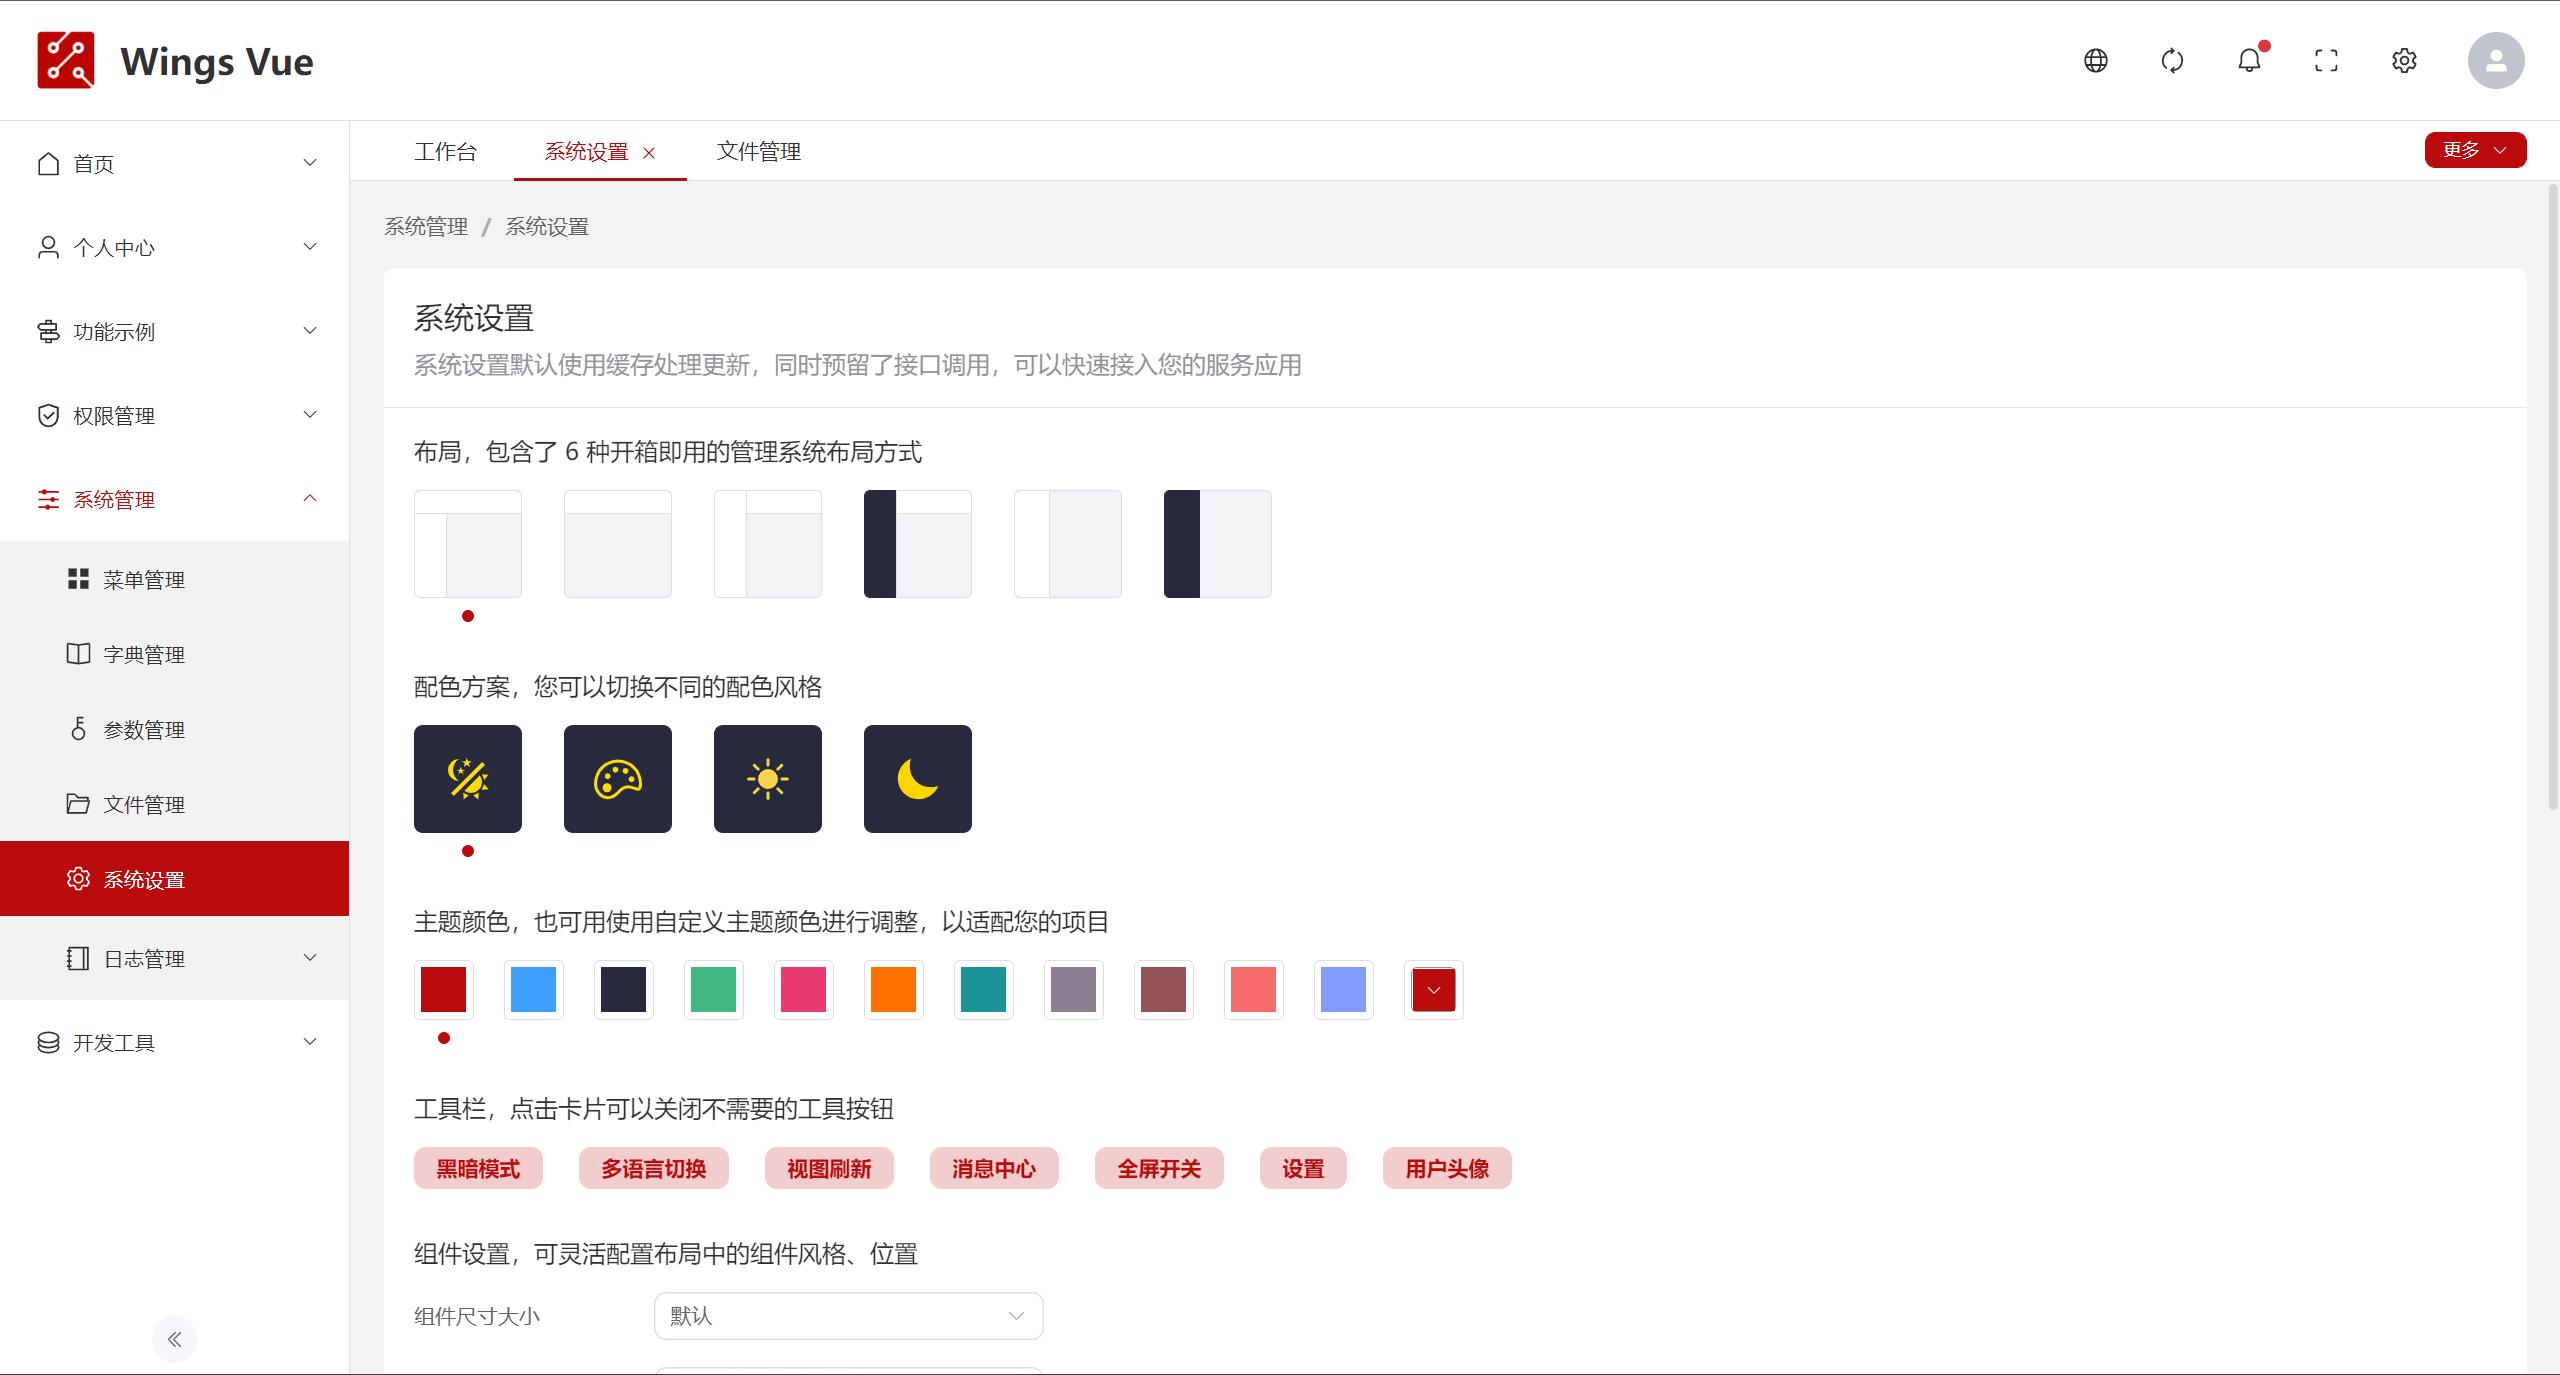 Wings Vue
首页
个人中心
功能示例
权限管理
系统管理
菜单管理
字典管理
参数管理
文件管理
系统设置
日志管理
开发工具
工作台
系统设置
文件管理
更多
系统管理 / 系统设置
系统设置
系统设置默认使用缓存处理更新，同时预留了接口调用，可以快速接入您的服务应用
布局，包含了 6 种开箱即用的管理系统布局方式
配色方案，您可以切换不同的配色风格
主题颜色，也可用使用自定义主题颜色进行调整，以适配您的项目
工具栏，点击卡片可以关闭不需要的工具按钮
黑暗模式 多语言切换 视图刷新 消息中心 全屏开关 设置 用户头像
组件设置，可灵活配置布局中的组件风格、位置
组件尺寸大小 默认